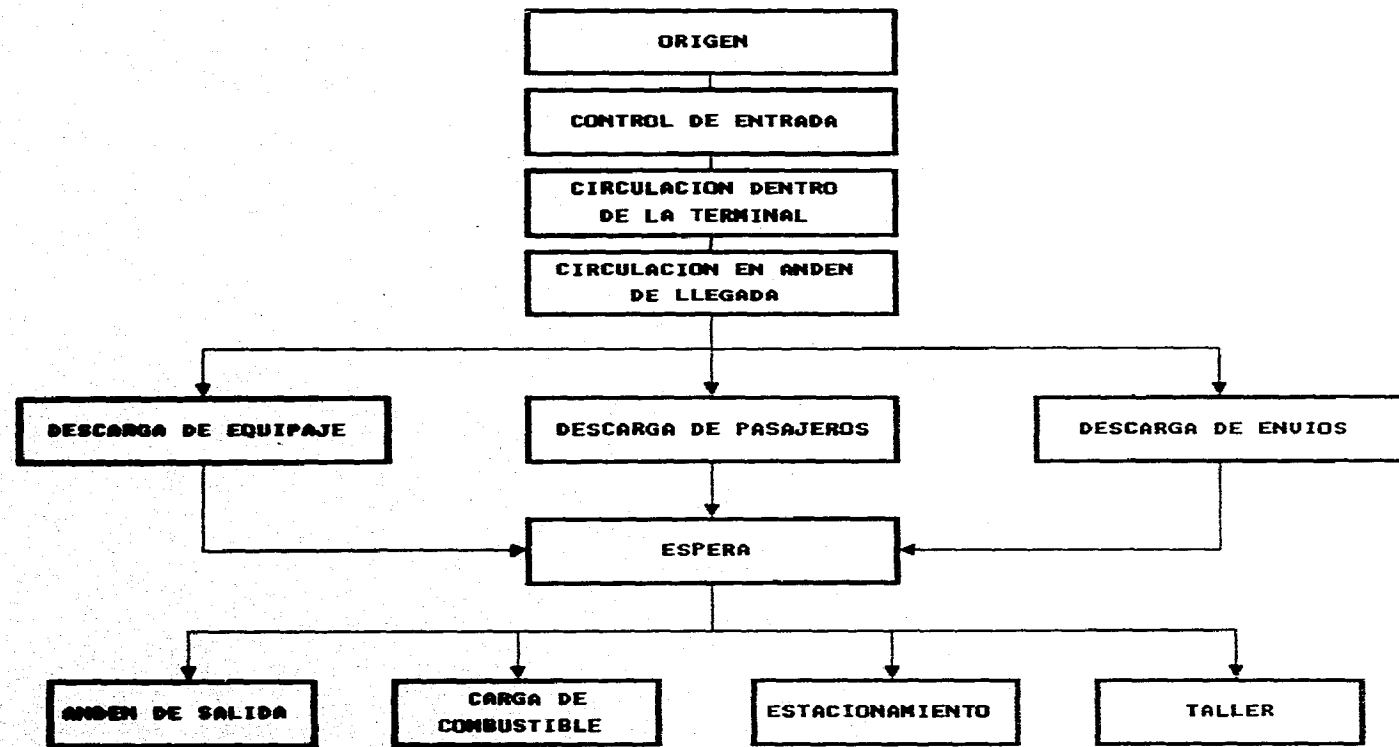 ORIGEN
CONTROL DE ENTRADA
CIRCULACION DENTRO
DE LA TERMINAL
CIRCULACION EN ANDEN
DE LLEGADA
DESCARGA DE EQUIPAJE
DESCARGA DE PASAJEROS
DESCARGA DE ENVIOS
ESPERA
ANDEN DE SALIDA
CARGA DE
COMBUSTIBLE
ESTACIONAMIENTO
TALLER